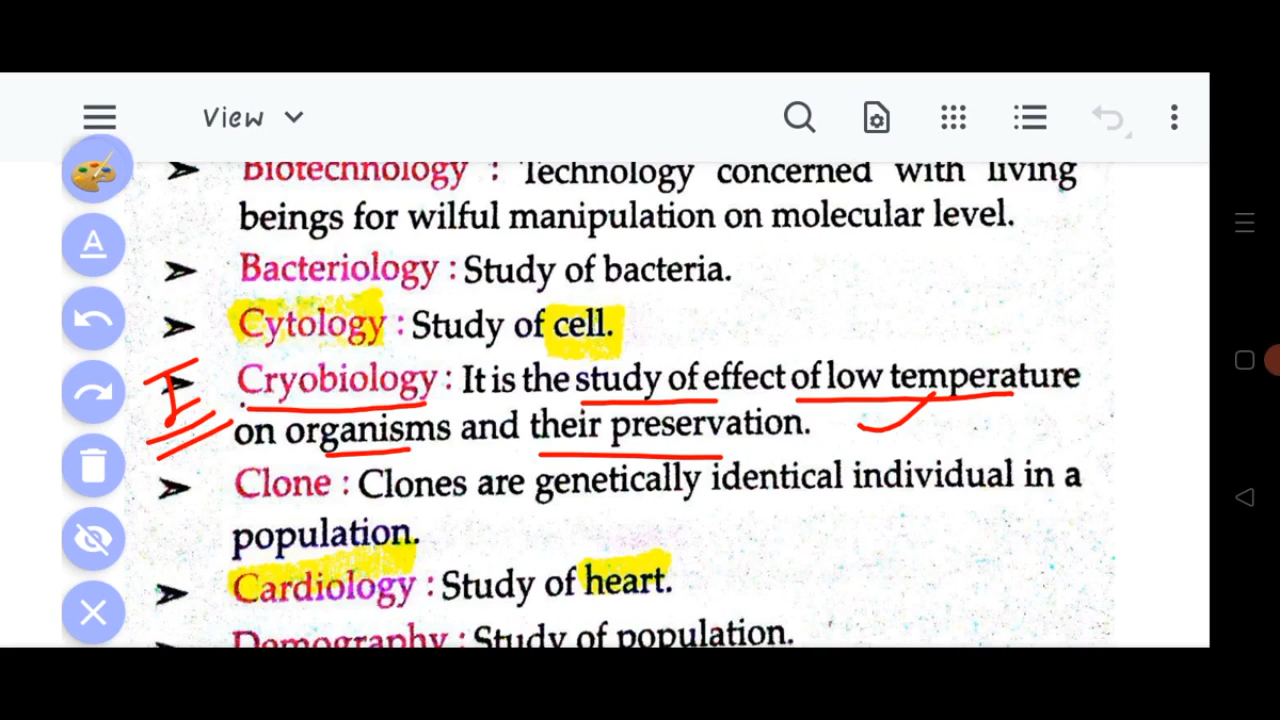 View
Biotechnology : Technology concerned with living
beings for wilful manipulation on molecular level.
➤ Bacteriology : Study of bacteria.
➤ Cytology : Study of cell.
➤ Cryobiology : It is the study of effect of low temperature
on organisms and their preservation.
➤ Clone : Clones are genetically identical individual in a
population.
➤ Cardiology : Study of heart.
Demography : Study of population.